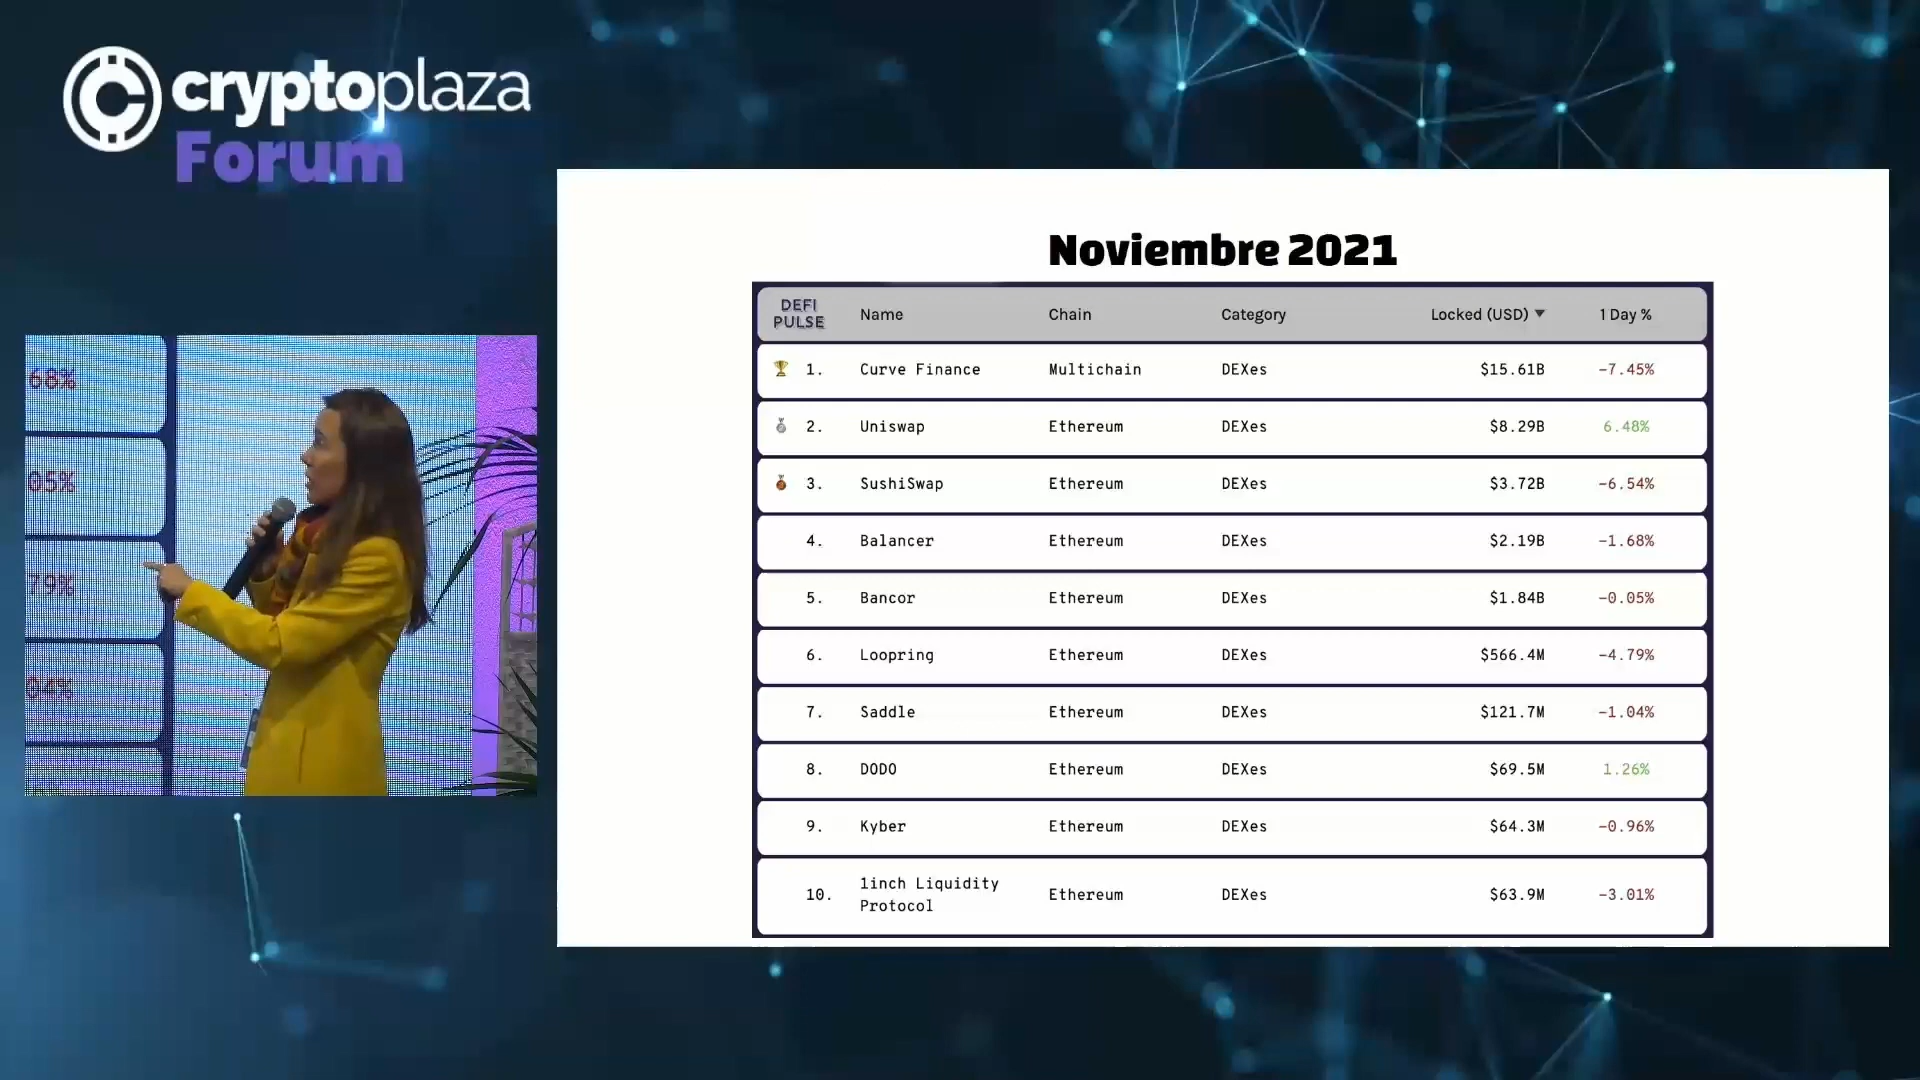 cryptoplaza
Forum
Noviembre 2021
DEFI PULSE Name Chain Category Locked (USD) ▼ 1 Day %
1. Curve Finance Multichain DEXes $15.61B -7.45%
2. Uniswap Ethereum DEXes $8.29B 6.48%
3. SushiSwap Ethereum DEXes $3.72B -6.54%
4. Balancer Ethereum DEXes $2.19B -1.68%
5. Bancor Ethereum DEXes $1.84B -0.05%
6. Loopring Ethereum DEXes $566.4M -4.79%
7. Saddle Ethereum DEXes $121.7M -1.04%
8. DODO Ethereum DEXes $69.5M 1.26%
9. Kyber Ethereum DEXes $64.3M -0.96%
10. 1inch Liquidity Protocol Ethereum DEXes $63.9M -3.01%
68%
05%
79%
04%